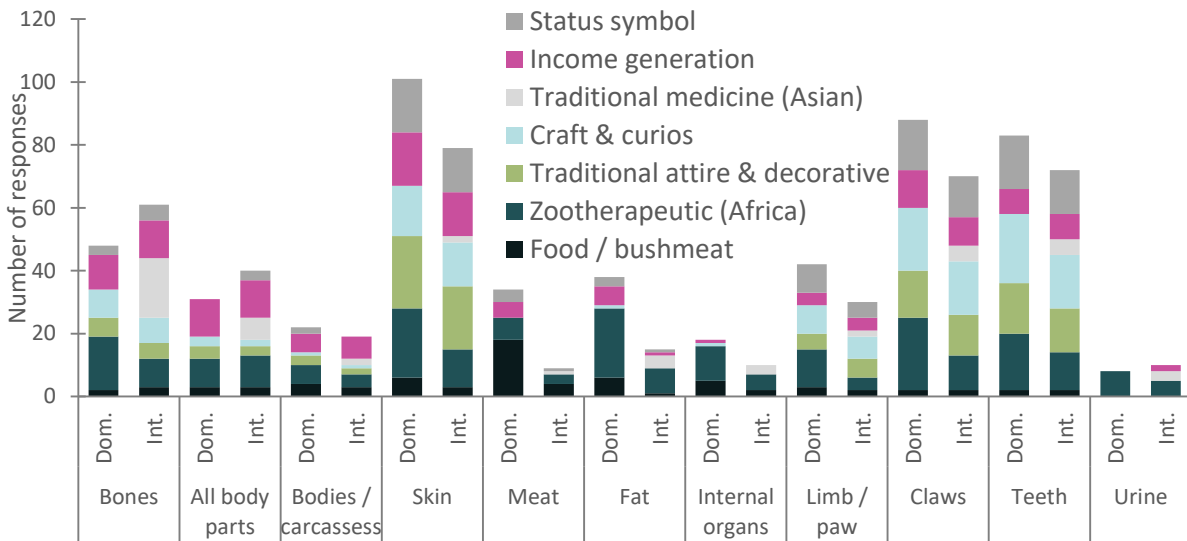 120
100
80
60
40
20
0
Number of responses
Status symbol
Income generation
Traditional medicine (Asian)
Craft & curios
Traditional attire & decorative
Zootherapeutic (Africa)
Food / bushmeat
Dom. Int. Dom. Int. Dom. Int. Dom. Int. Dom. Int. Dom. Int. Dom. Int. Dom. Int. Dom. Int. Dom. Int. Dom. Int.
Bones All body Bodies / Skin Meat Fat Internal Limb / Claws Teeth Urine
parts carcassess organs paw